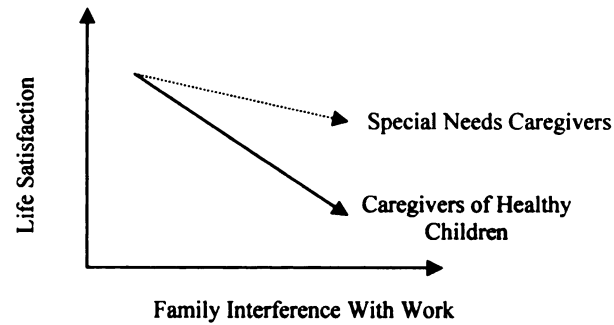 Life Satisfaction
Special Needs Caregivers
Caregivers of Healthy
Children
Family Interference With Work